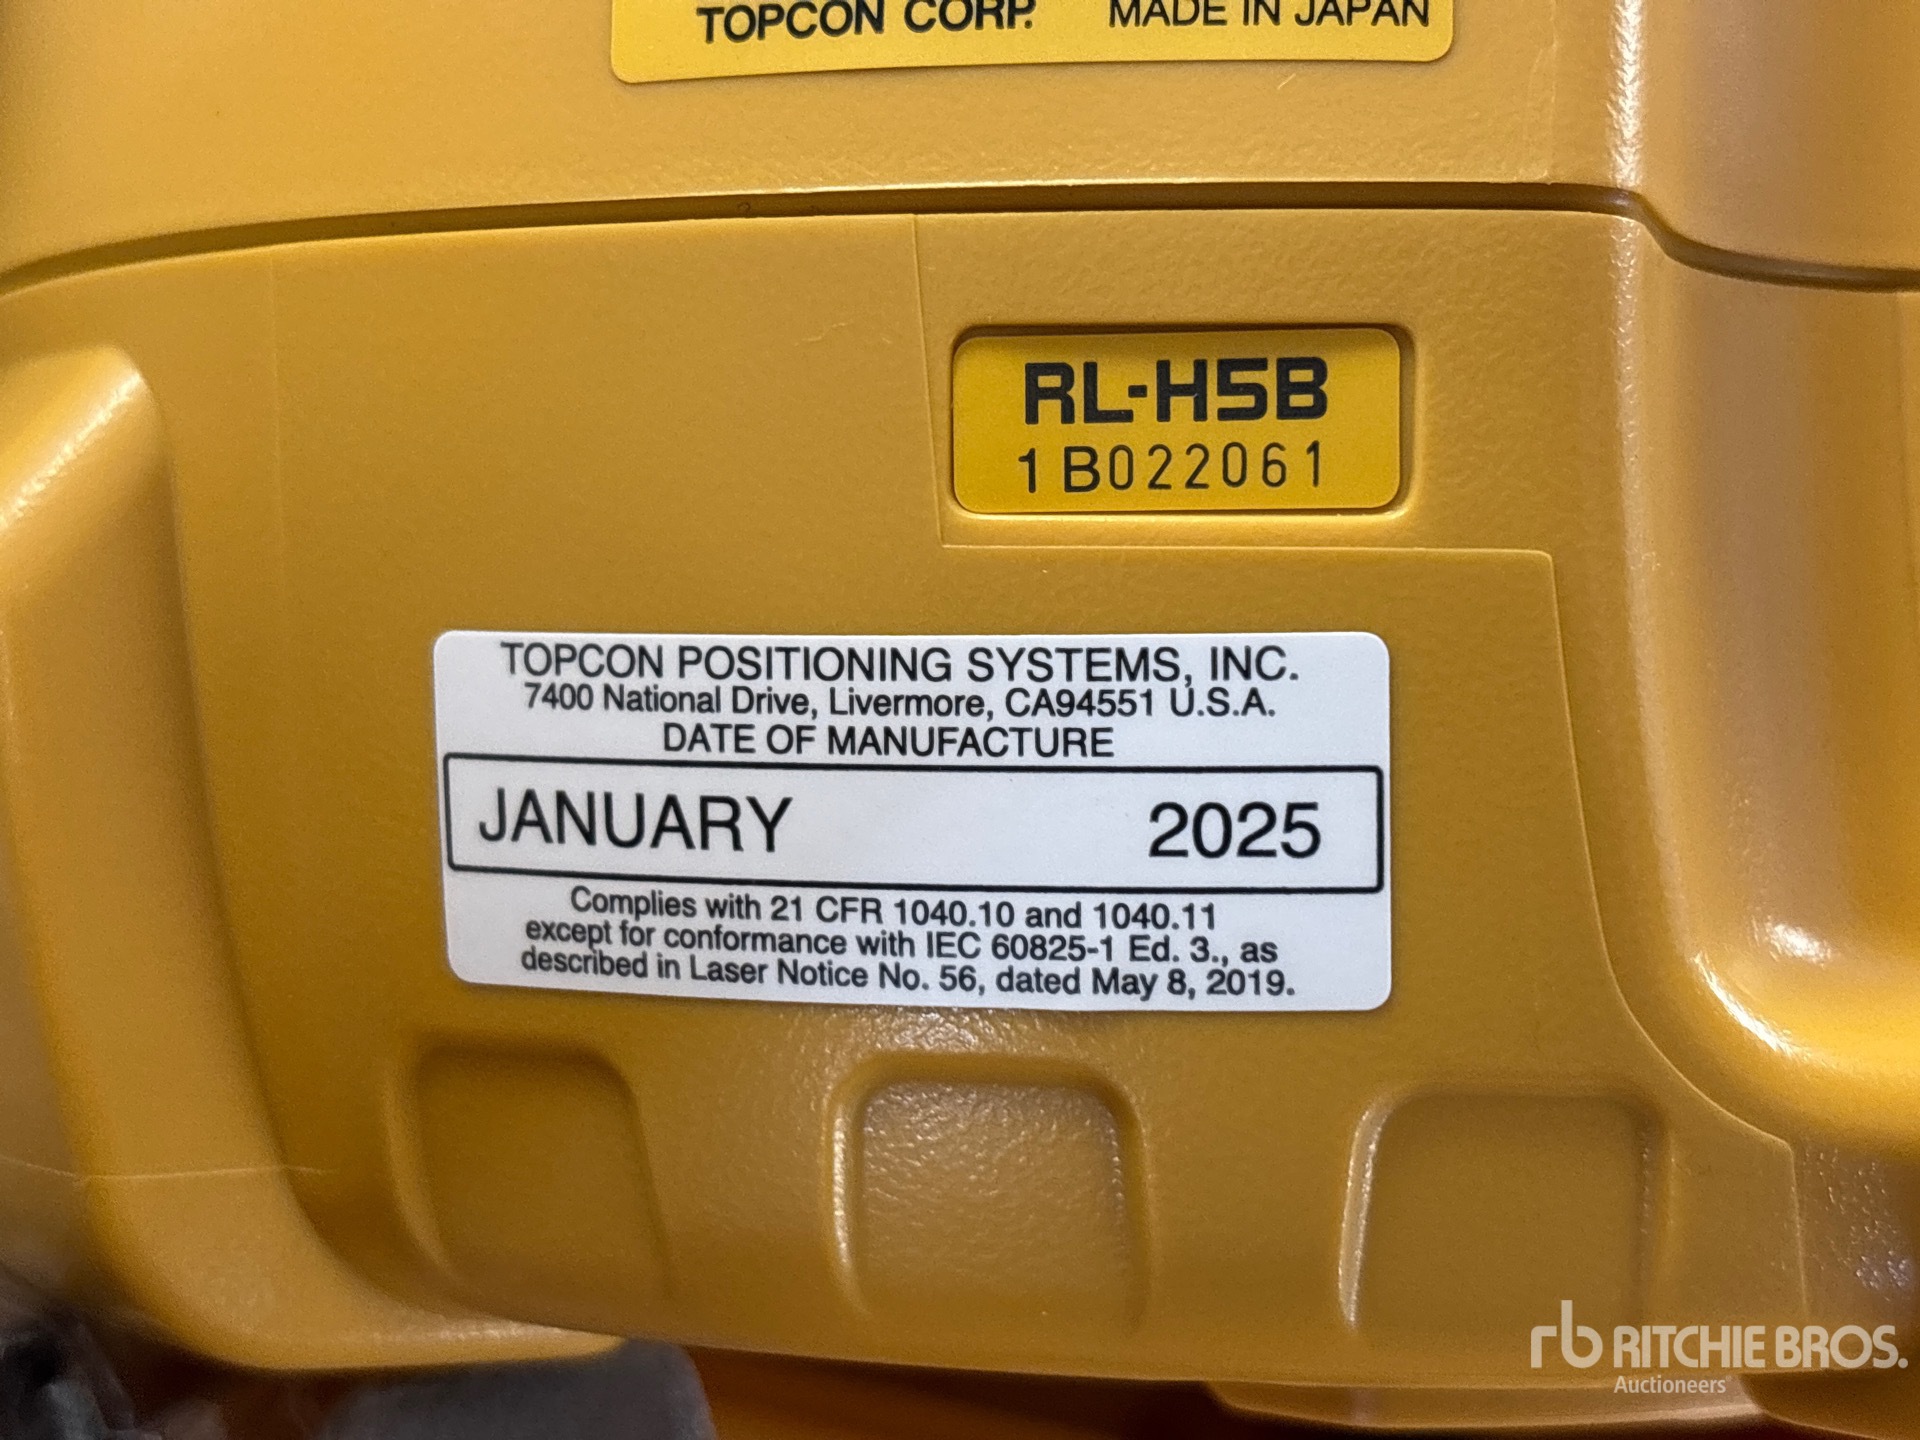 TOPCON CORP. MADE IN JAPAN
RL-H5B
1B022061
TOPCON POSITIONING SYSTEMS, INC.
7400 National Drive, Livermore, CA94551 U.S.A.
DATE OF MANUFACTURE
JANUARY 2025
Complies with 21 CFR 1040.10 and 1040.11
except for conformance with IEC 60825-1 Ed. 3., as
described in Laser Notice No. 56, dated May 8, 2019.
rb RITCHIE BROS.
Auctioneers